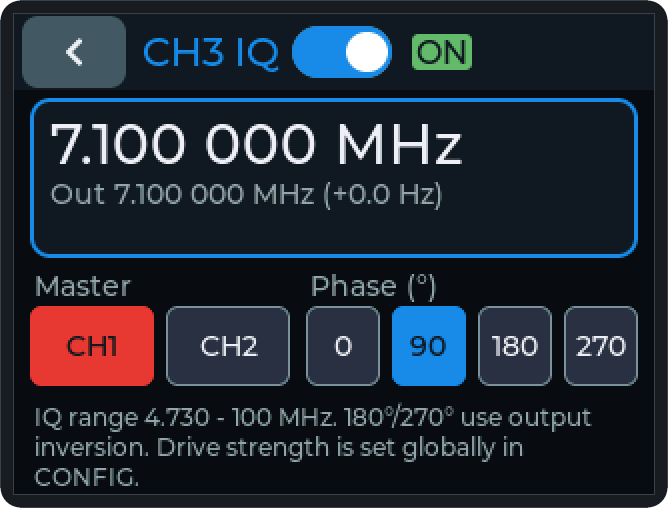 CH3 IQ ON
7.100 000 MHz
Out 7.100 000 MHz (+0.0 Hz)
Master Phase (°)
CH1 CH2 0 90 180 270
IQ range 4.730 - 100 MHz. 180°/270° use output
inversion. Drive strength is set globally in
CONFIG.